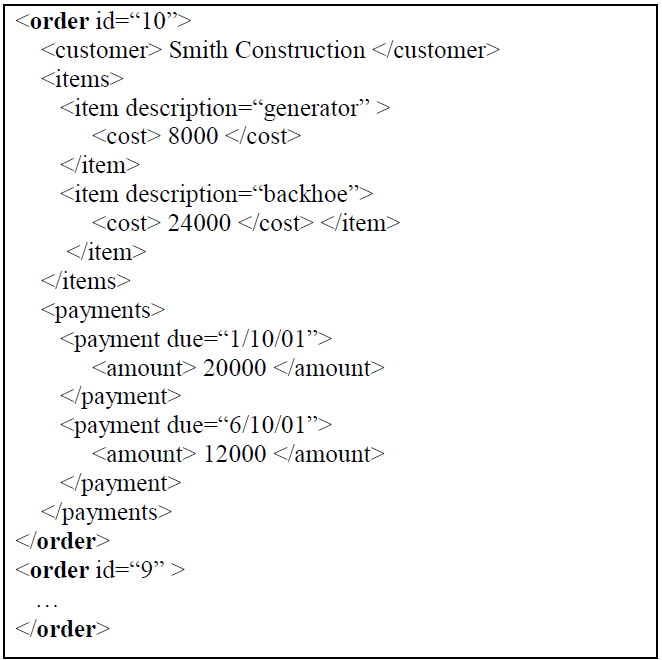 <order id=“10”>
<customer> Smith Construction </customer>
<items>
<item description=“generator” >
<cost> 8000 </cost>
</item>
<item description=“backhoe”>
<cost> 24000 </cost> </item>
</item>
</items>
<payments>
<payment due=“1/10/01”>
<amount> 20000 </amount>
</payment>
<payment due=“6/10/01”>
<amount> 12000 </amount>
</payment>
</payments>
</order>
<order id=“9” >
…
</order>